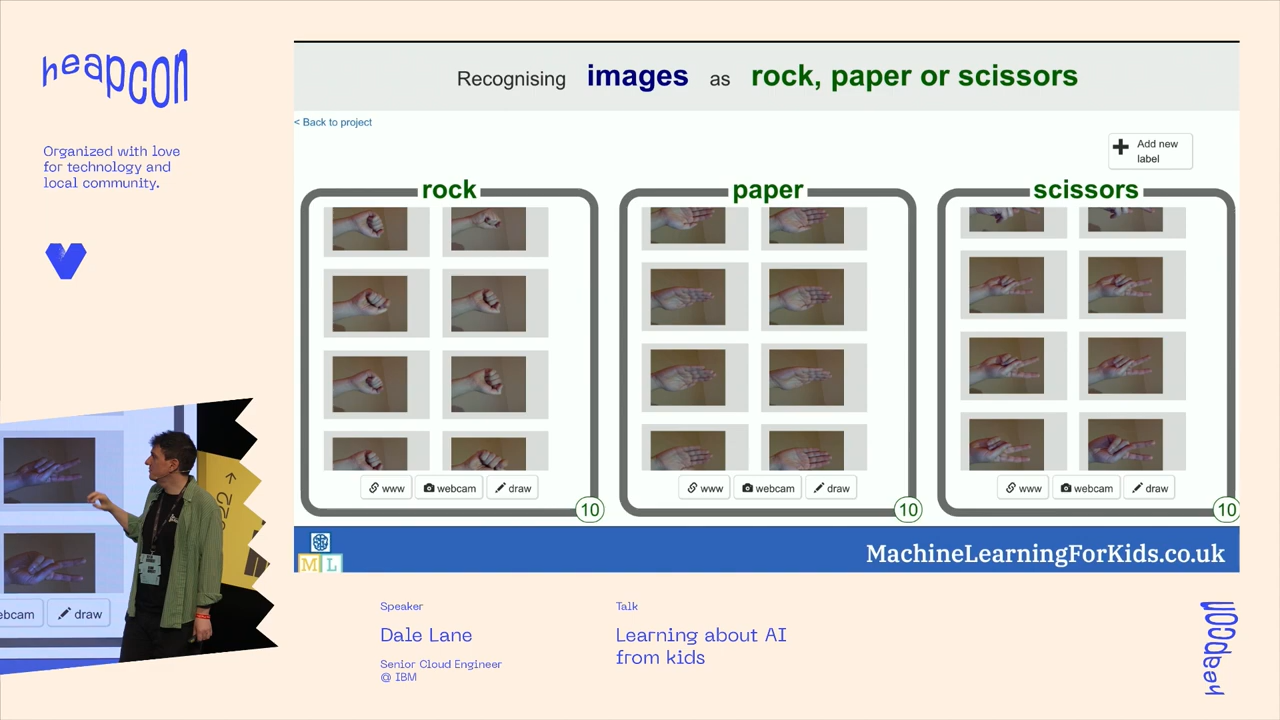 heapcon
Organized with love
for technology and
local community.
Recognising images as rock, paper or scissors
< Back to project
Add new
label
rock
paper
scissors
www
webcam
draw
10
www
webcam
draw
10
www
webcam
draw
10
M L
MachineLearningForKids.co.uk
ebcam
draw
Speaker
Dale Lane
Senior Cloud Engineer
@ IBM
Talk
Learning about AI
from kids
heapcon